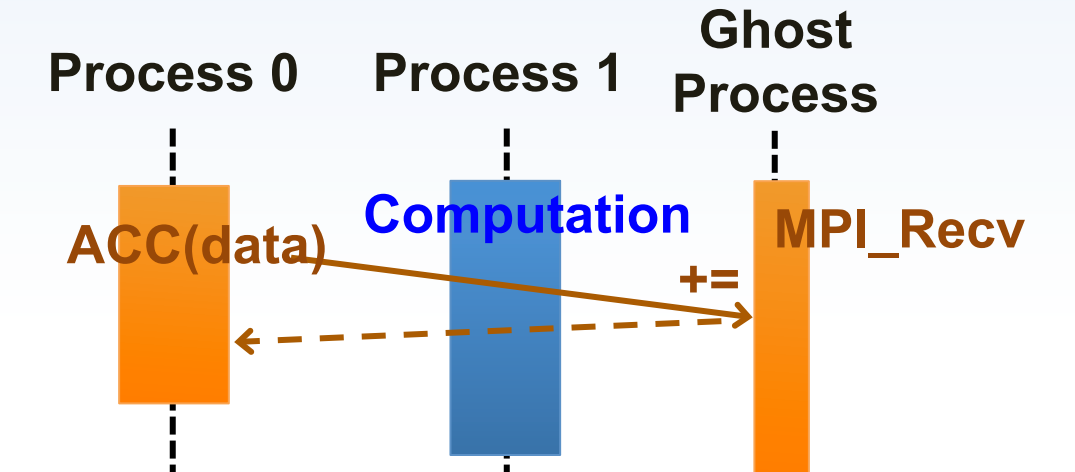 Process 0
Process 1
Ghost
Process
ACC(data)
Computation
MPI_Recv
+=